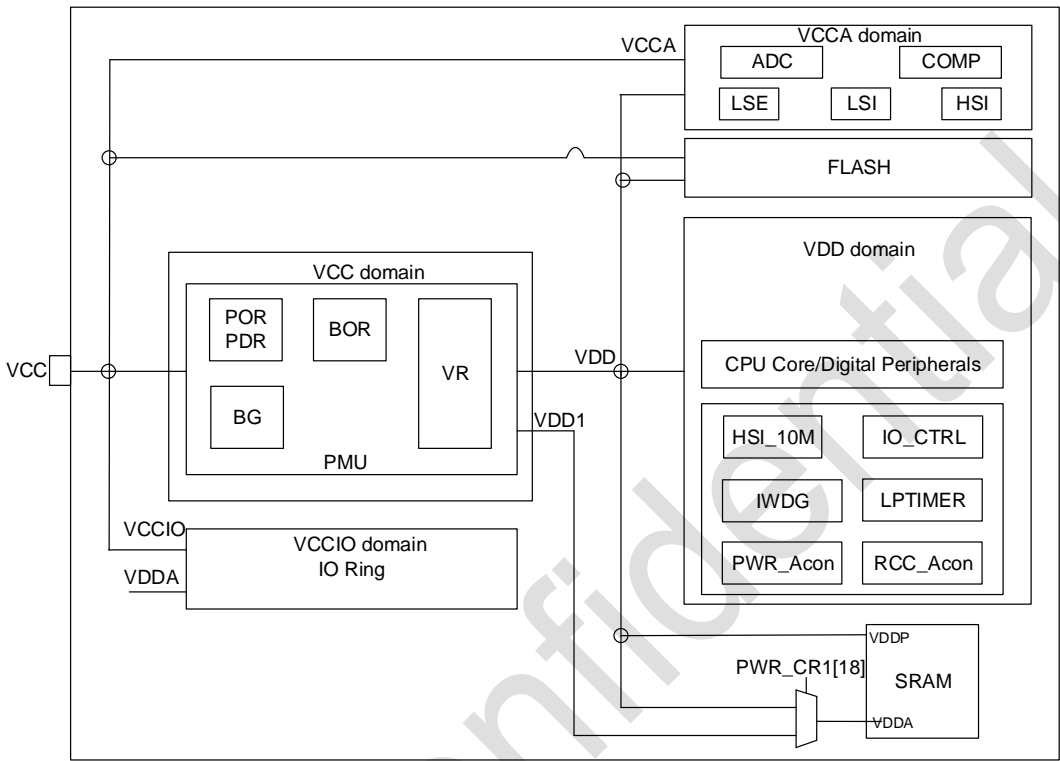 VCCA
VCCA domain
ADC
COMP
LSE
LSI
HSI
FLASH
VDD domain
VCC domain
POR
PDR
BOR
VR
BG
PMU
VCC
VDD
VDD1
CPU Core/Digital Peripherals
HSI_10M
IO_CTRL
IWDG
LPTIMER
PWR_Acon
RCC_Acon
VCCIO
VDDA
VCCIO domain
IO Ring
PWR_CR1[18]
VDDP
SRAM
VDDA
onfidential